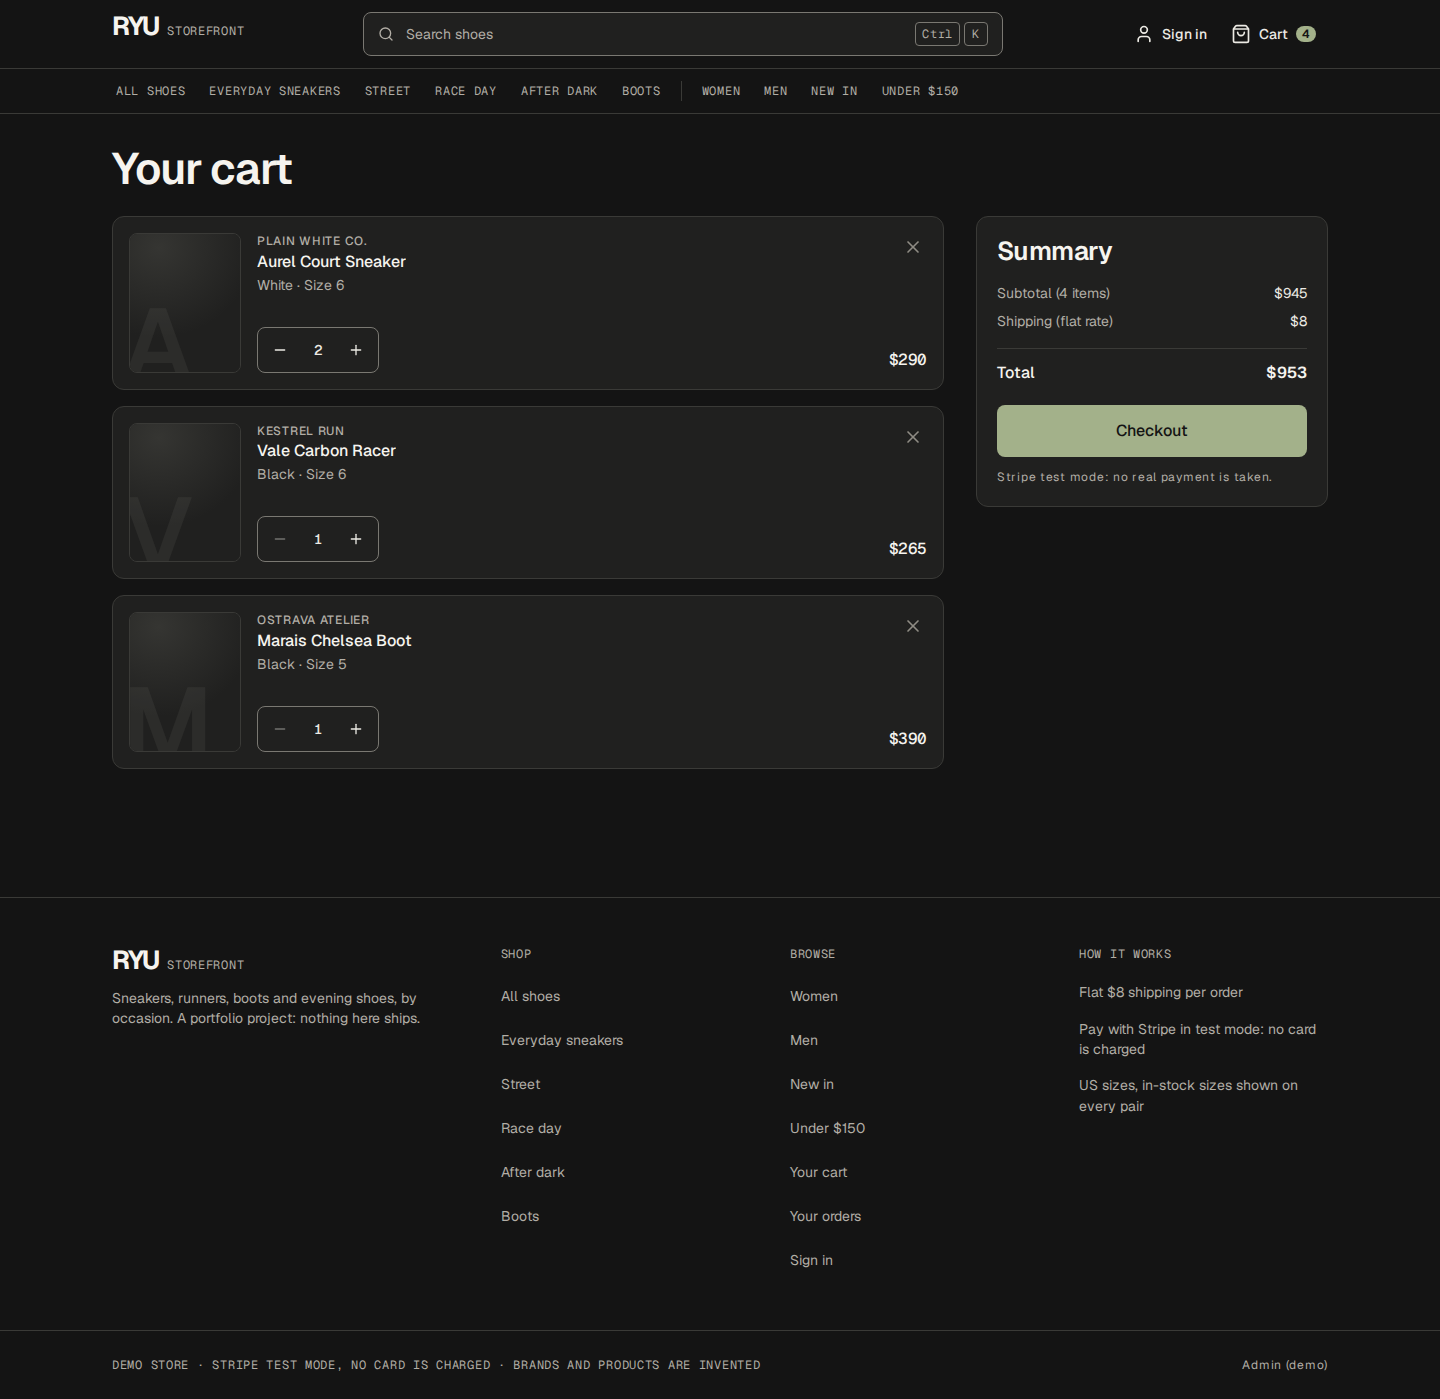 RYU STOREFRONT
Search shoes
Ctrl K
Sign in
Cart 4
ALL SHOES EVERYDAY SNEAKERS STREET RACE DAY AFTER DARK BOOTS WOMEN MEN NEW IN UNDER $150
Your cart
A
PLAIN WHITE CO.
Aurel Court Sneaker
White · Size 6
− 2 +
$290
V
KESTREL RUN
Vale Carbon Racer
Black · Size 6
− 1 +
$265
M
OSTRAVA ATELIER
Marais Chelsea Boot
Black · Size 5
− 1 +
$390
Summary
Subtotal (4 items) $945
Shipping (flat rate) $8
Total $953
Checkout
Stripe test mode: no real payment is taken.
RYU STOREFRONT
Sneakers, runners, boots and evening shoes, by
occasion. A portfolio project: nothing here ships.
SHOP
All shoes
Everyday sneakers
Street
Race day
After dark
Boots
BROWSE
Women
Men
New in
Under $150
Your cart
Your orders
Sign in
HOW IT WORKS
Flat $8 shipping per order
Pay with Stripe in test mode: no card
is charged
US sizes, in-stock sizes shown on
every pair
DEMO STORE · STRIPE TEST MODE, NO CARD IS CHARGED · BRANDS AND PRODUCTS ARE INVENTED
Admin (demo)